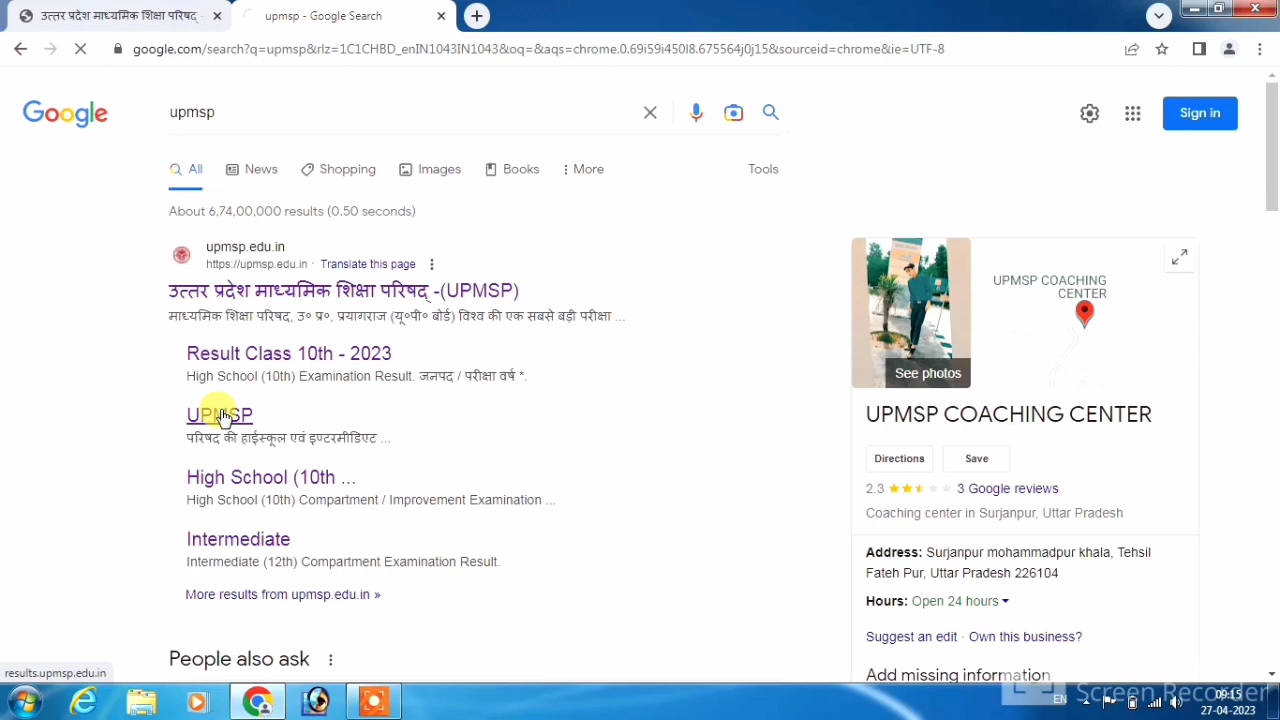 उत्तर प्रदेश माध्यमिक शिक्षा परिषद् -
upmsp - Google Search
google.com/search?q=upmsp&rlz=1C1CHBD_enIN1043IN1043&oq=&aqs=chrome.0.69i59i450l8.675564j0j15&sourceid=chrome&ie=UTF-8
Google
upmsp
Sign in
All
News
Shopping
Images
Books
More
Tools
About 6,74,00,000 results (0.50 seconds)
upmsp.edu.in
https://upmsp.edu.in · Translate this page
उत्तर प्रदेश माध्यमिक शिक्षा परिषद् -(UPMSP)
माध्यमिक शिक्षा परिषद, उ० प्र०, प्रयागराज (यू०पी० बोर्ड) विश्व की एक सबसे बड़ी परीक्षा ...
Result Class 10th - 2023
High School (10th) Examination Result. जनपद / परीक्षा वर्ष *.
UPMSP
परिषद की हाईस्कूल एवं इण्टरमीडिएट ...
High School (10th ...
High School (10th) Compartment / Improvement Examination ...
Intermediate
Intermediate (12th) Compartment Examination Result.
More results from upmsp.edu.in »
People also ask
See photos
UPMSP COACHING
CENTER
UPMSP COACHING CENTER
Directions
Save
2.3
3 Google reviews
Coaching center in Surjanpur, Uttar Pradesh
Address: Surjanpur mohammadpur khala, Tehsil
Fateh Pur, Uttar Pradesh 226104
Hours: Open 24 hours
Suggest an edit · Own this business?
Add missing information
results.upmsp.edu.in
EN
Screen Recorder
09:15
27-04-2023